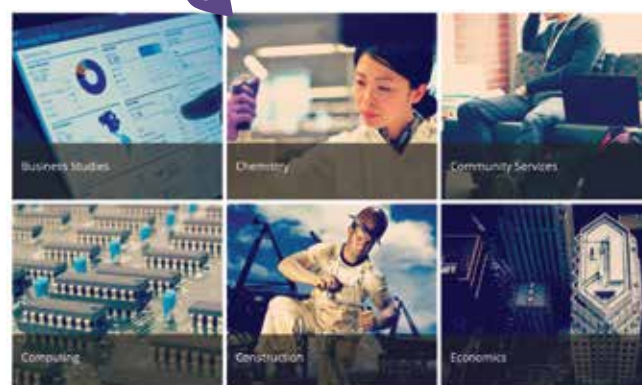 Business Studies
Chemistry
Community Services
Computing
Construction
Economics